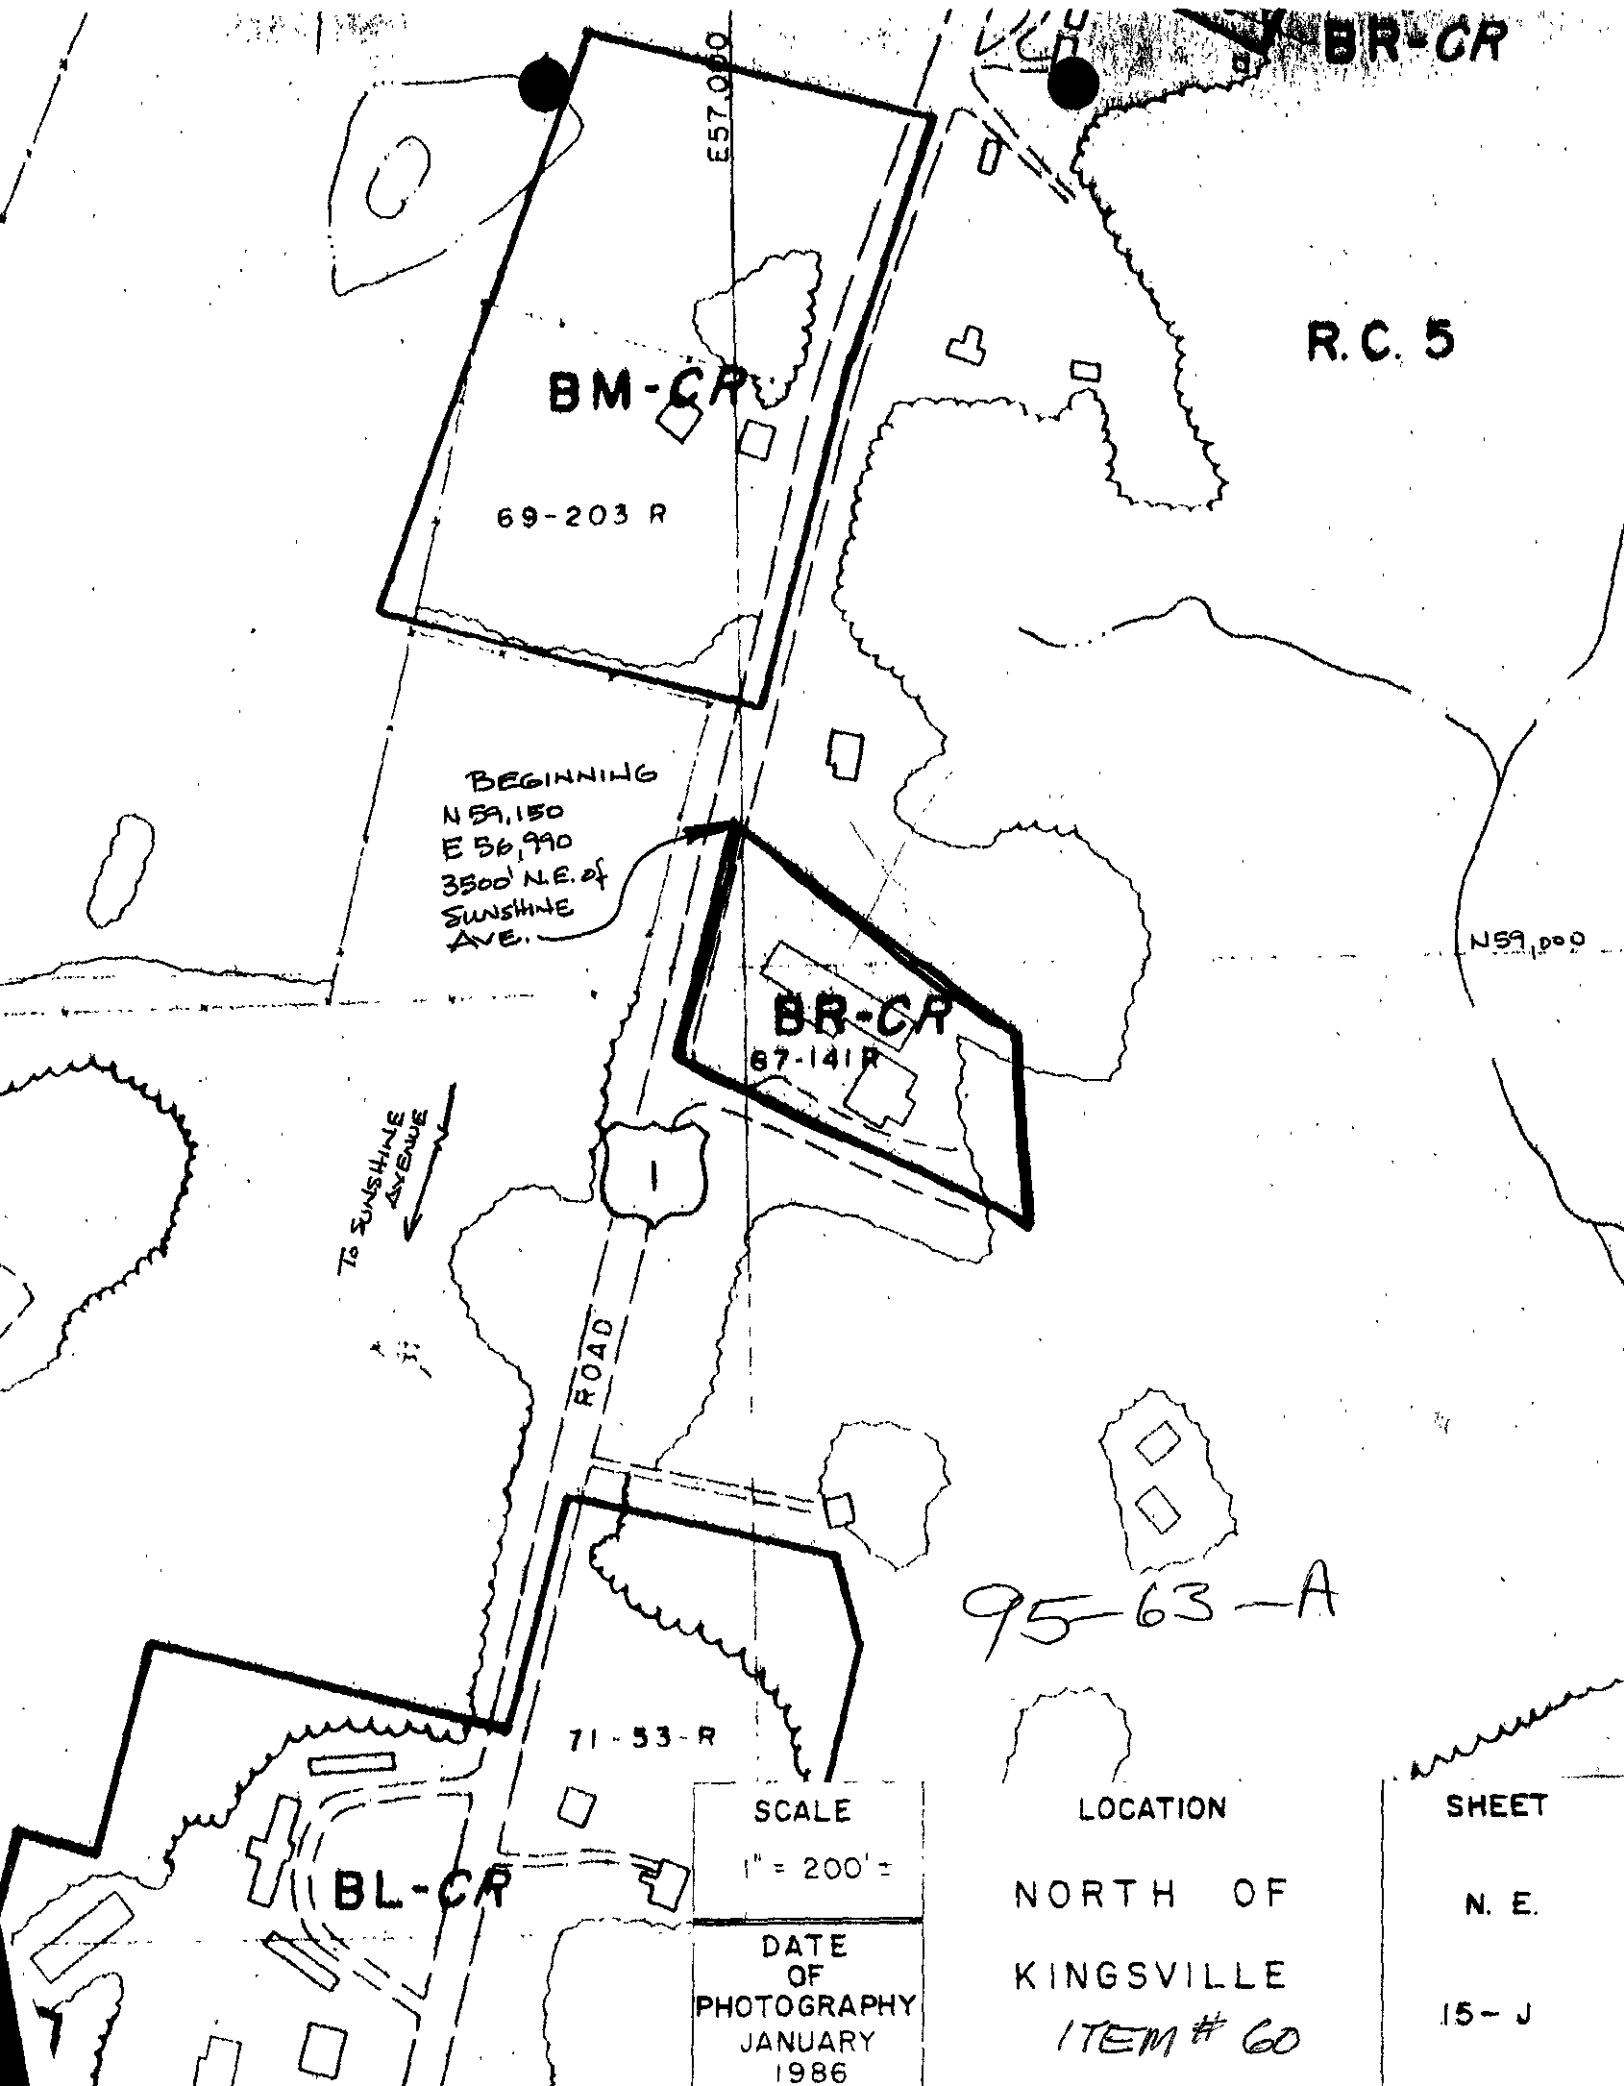 BR-CR
E57,000
R.C. 5
BM-CR
69-203 R
BEGINNING
N 59,150
E 56,990
3500' N.E. of
SUNSHINE
AVE.
N59,000
BR-CR
67-141R
TO SUNSHINE
AVENUE
1
ROAD
95-63-A
71-53-R
BL-CR
SCALE
1" = 200' ±
DATE
OF
PHOTOGRAPHY
JANUARY
1986
LOCATION
NORTH OF
KINGSVILLE
ITEM # 60
SHEET
N. E.
15-J